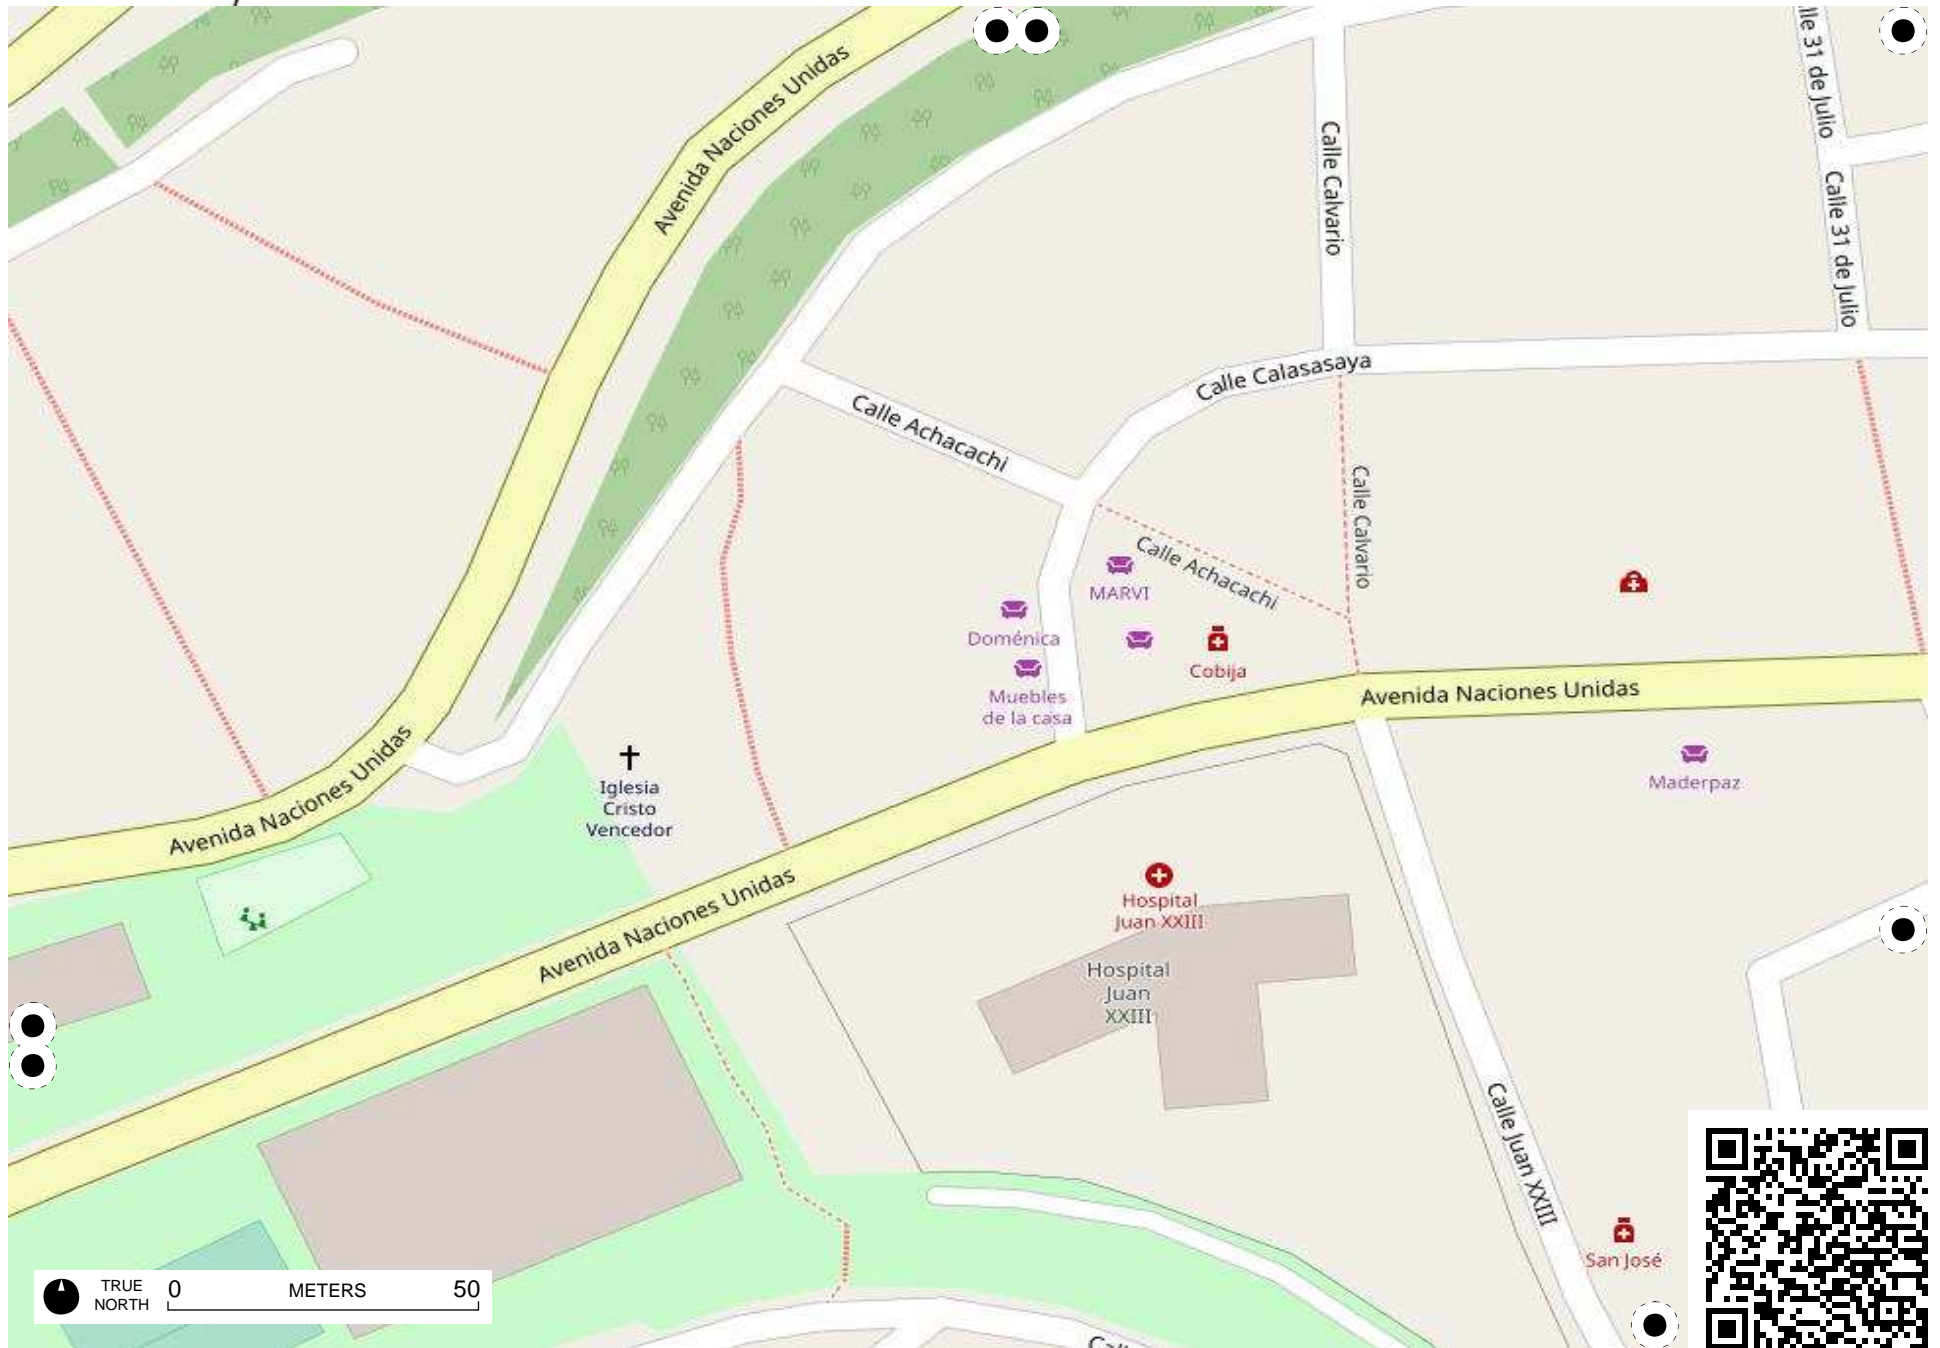 Avenida Naciones Unidas
Calle 31 de Julio
Calle Calvario
Calle 31 de Julio
Calle Calasasaya
Calle Achacachi
Calle Calvario
Calle Achacachi
MARVI
Doménica
Cobija
Muebles
de la casa
Avenida Naciones Unidas
Avenida Naciones Unidas
Iglesia
Cristo
Vencedor
Maderpaz
Avenida Naciones Unidas
Hospital
Juan XXIII
Hospital
Juan
XXIII
Calle Juan XXIII
San José
TRUE
NORTH
0 METERS 50